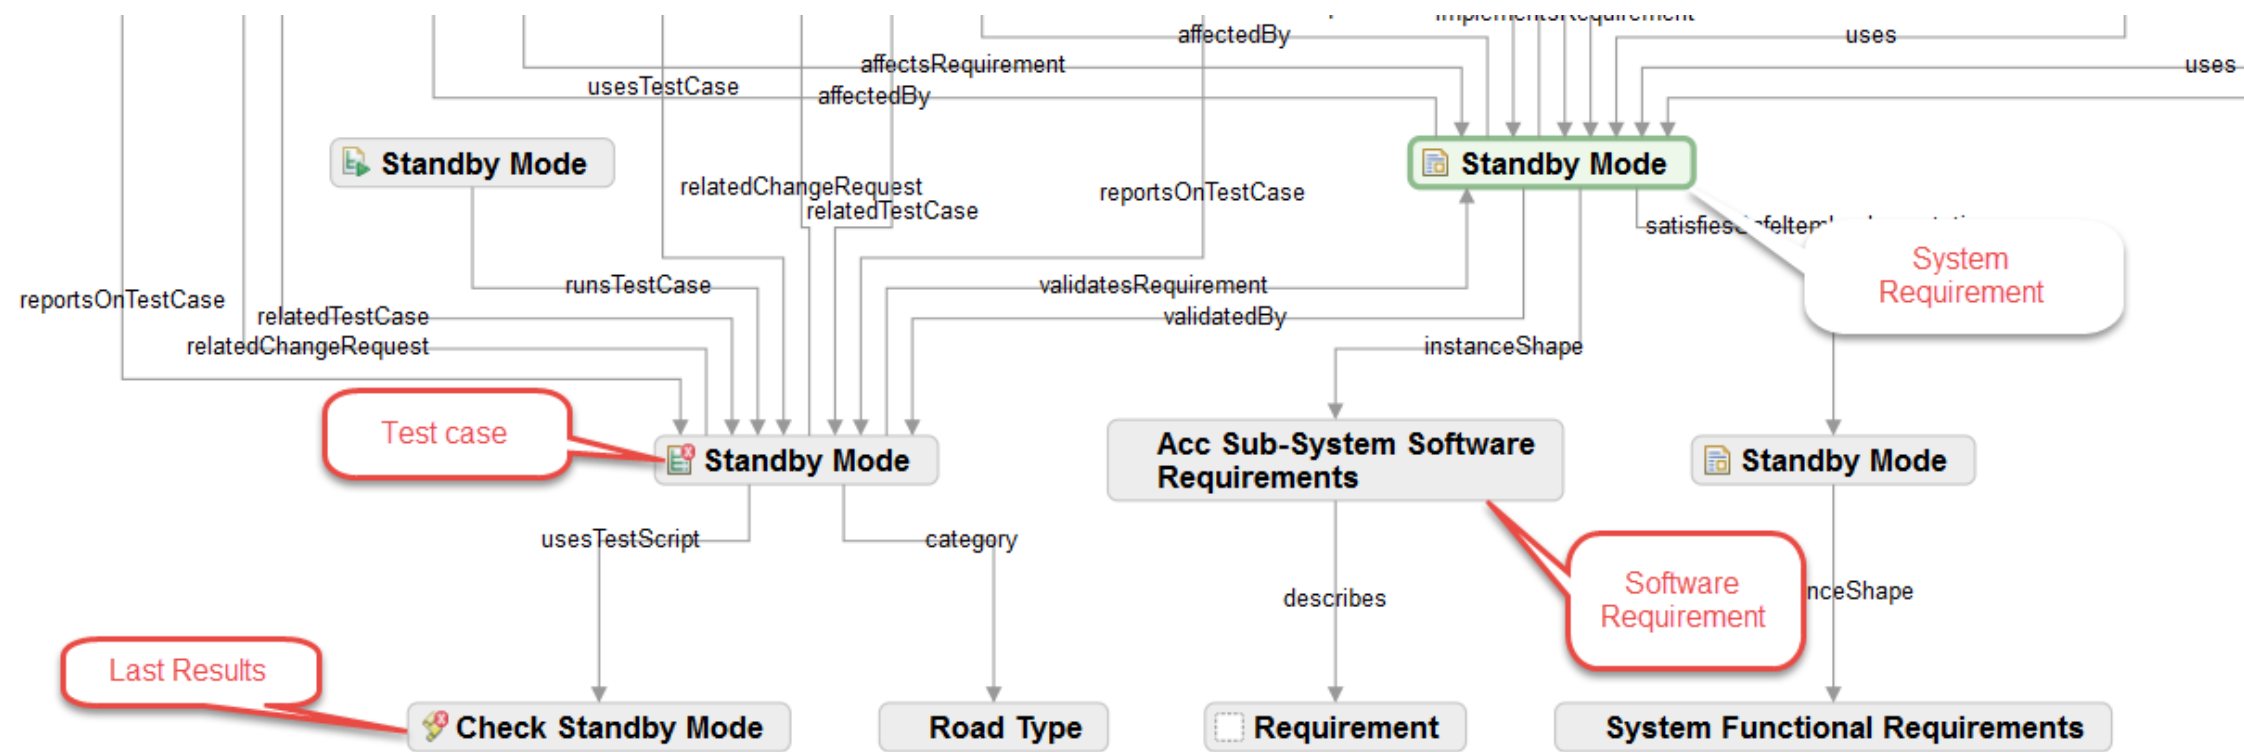 implementsRequirement
affectedBy
uses
affectsRequirement
uses
usesTestCase
affectedBy
Standby Mode
Standby Mode
relatedChangeRequest
reportsOnTestCase
relatedTestCase
System
Requirement
runsTestCase
validatesRequirement
reportsOnTestCase
relatedTestCase
validatedBy
relatedChangeRequest
instanceShape
Test case
Standby Mode
Acc Sub-System Software
Requirements
Standby Mode
usesTestScript
category
describes
Software
Requirement
nceShape
Last Results
Check Standby Mode
Road Type
Requirement
System Functional Requirements